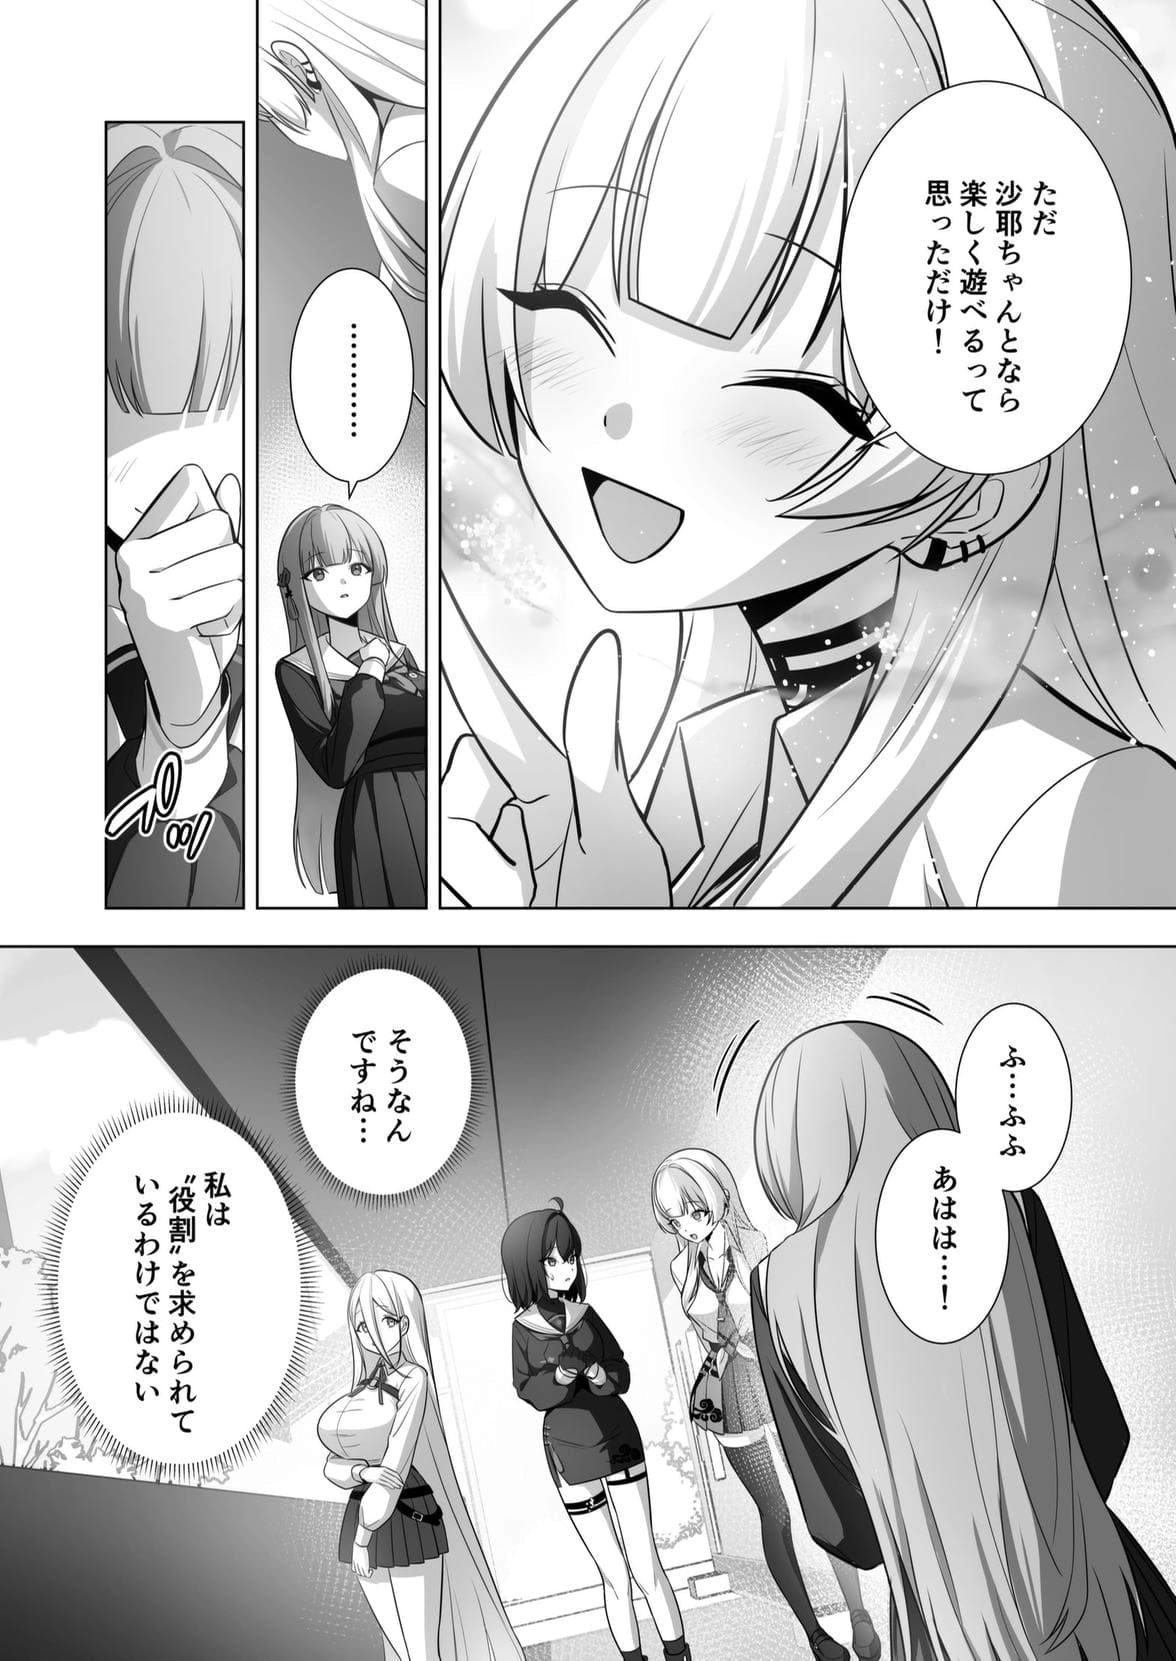 ただ
沙耶ちゃんとなら
楽しく遊べるって
思っただけ！
…………
プッ
ふ…ふふ
あはは…！
そうなん
ですね…
私は
〝役割〟を求められて
いるわけではない